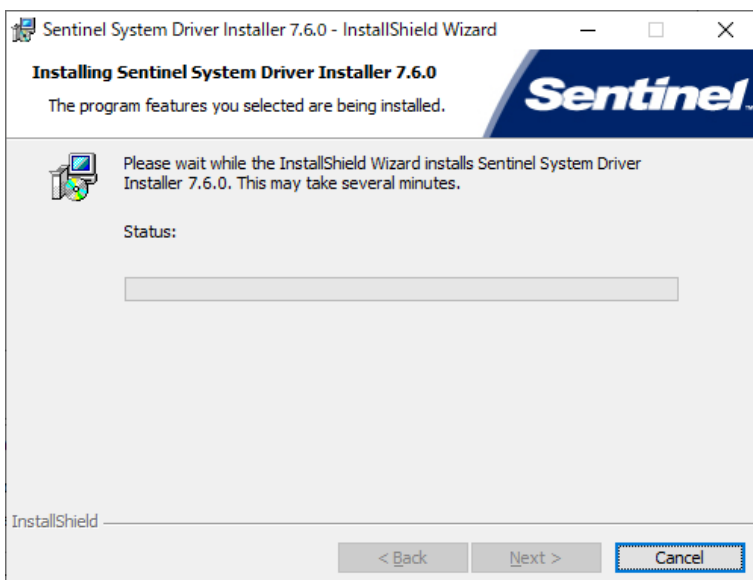 Sentinel System Driver Installer 7.6.0 - InstallShield Wizard
Installing Sentinel System Driver Installer 7.6.0
The program features you selected are being installed.
Sentinel
Please wait while the InstallShield Wizard installs Sentinel System Driver
Installer 7.6.0. This may take several minutes.
Status:
InstallShield
< Back
Next >
Cancel